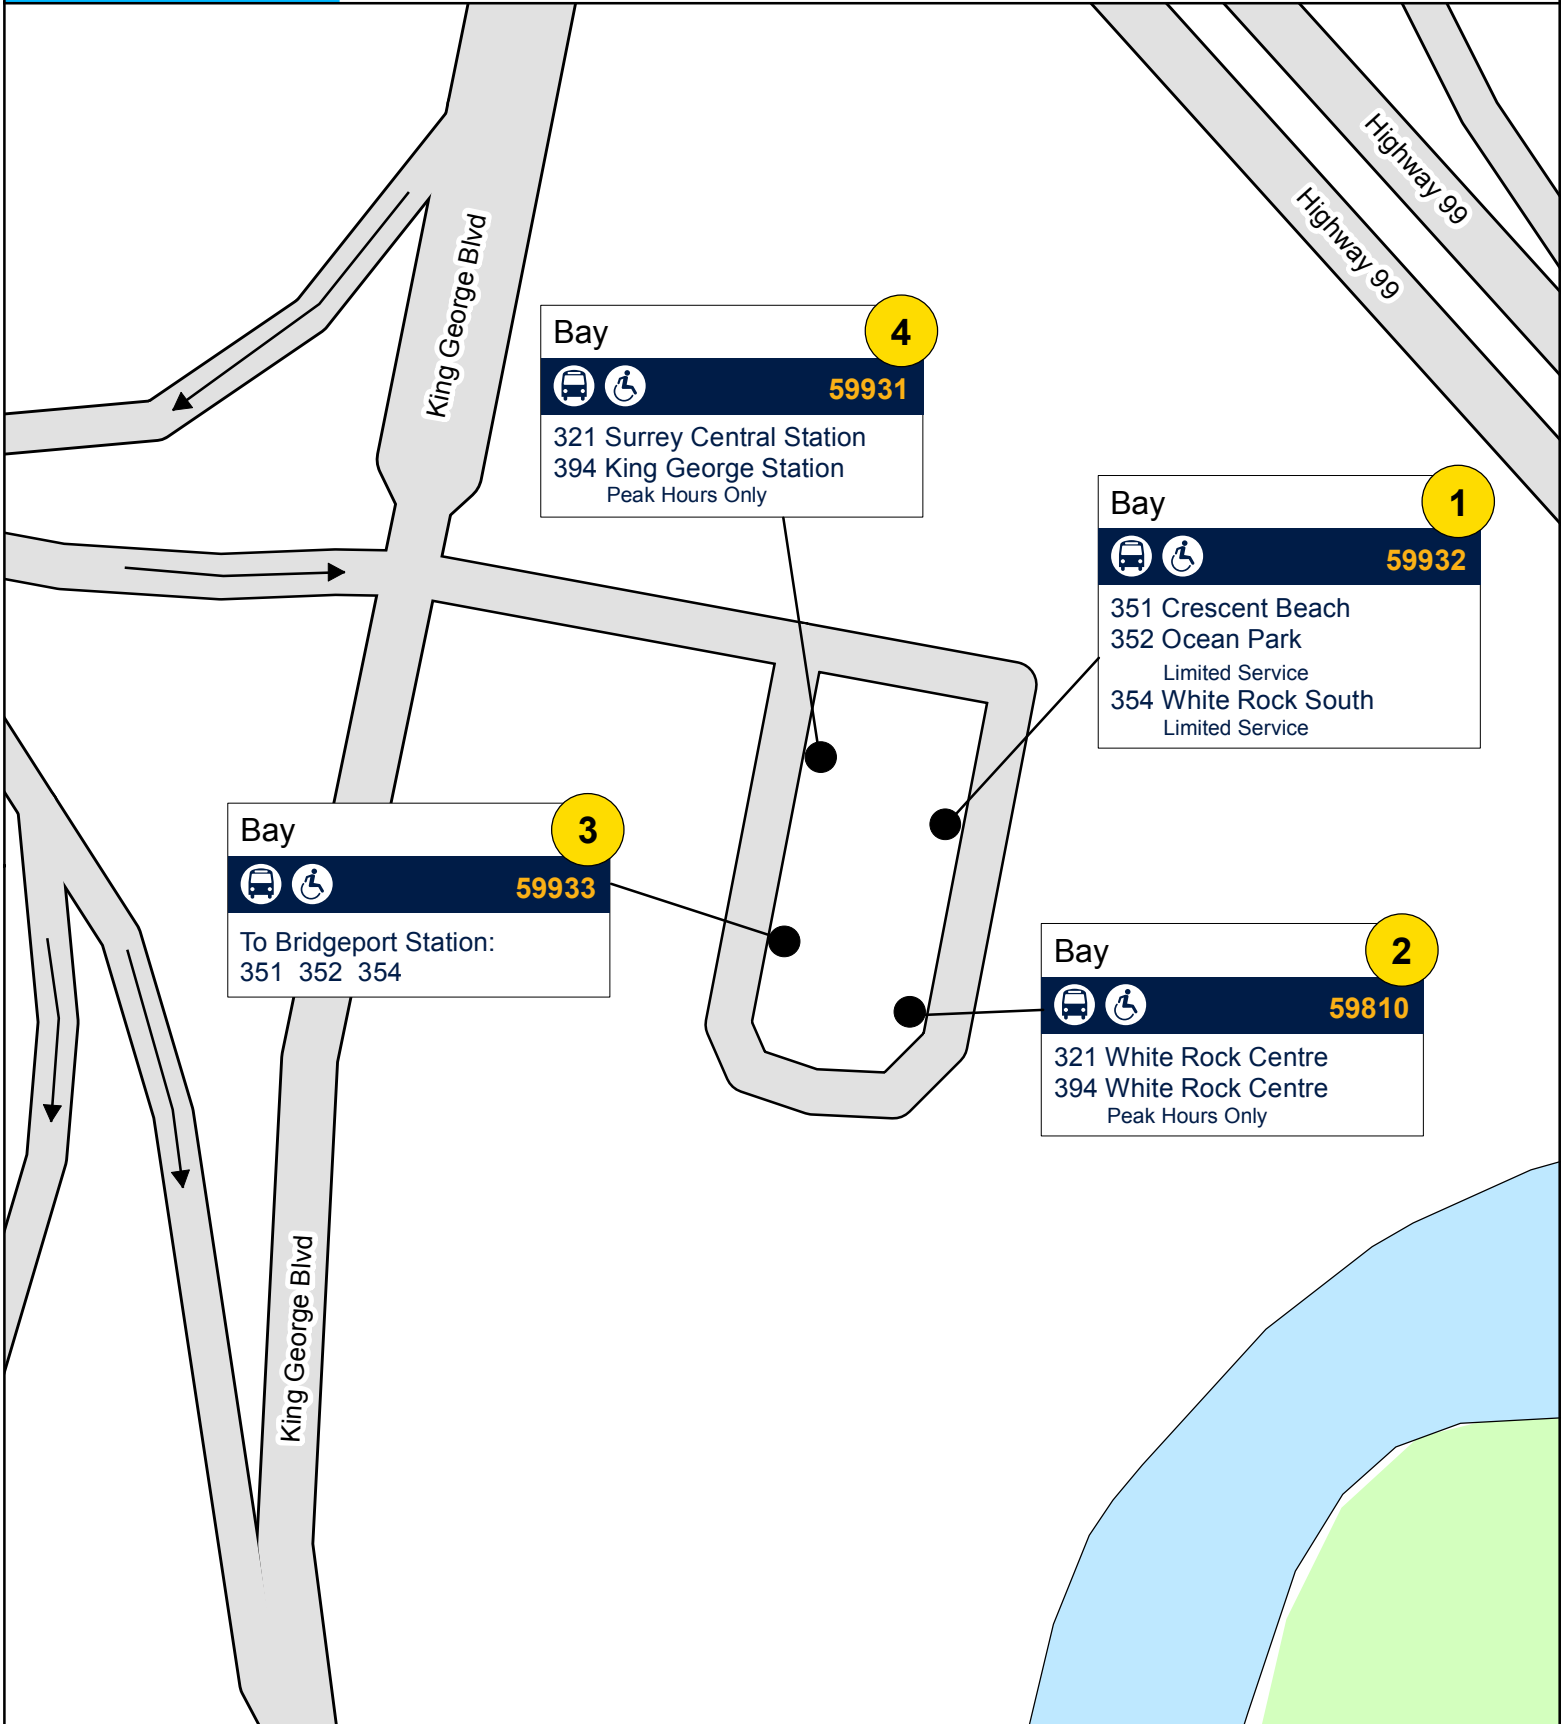 Highway 99
Highway 99
King George Blvd
Bay 4
59931
321 Surrey Central Station
394 King George Station
Peak Hours Only
Bay 1
59932
351 Crescent Beach
352 Ocean Park
Limited Service
354 White Rock South
Limited Service
Bay 3
59933
To Bridgeport Station:
351 352 354
Bay 2
59810
321 White Rock Centre
394 White Rock Centre
Peak Hours Only
King George Blvd